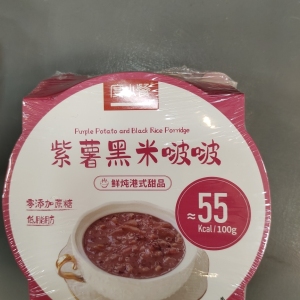 Purple Potato and Black Rice Porridge
紫薯黑米啵啵
鲜炖港式甜品
零添加蔗糖
低脂肪
≈55
Kcal/100g